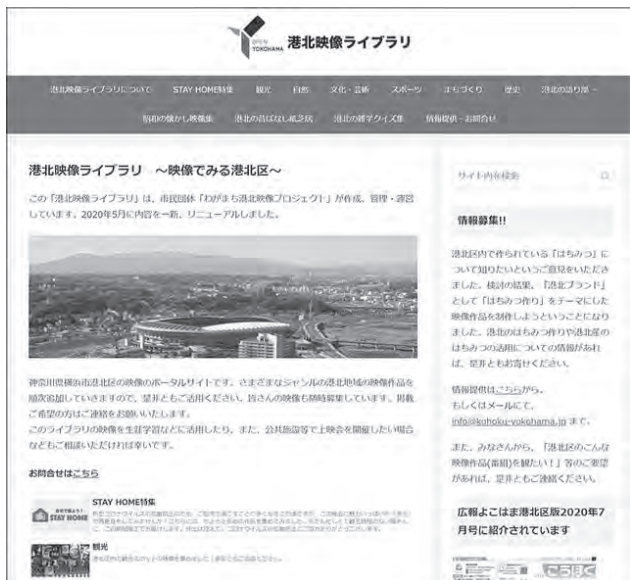 OPEN
YOKOHAMA
港北映像ライブラリ
港北映像ライブラリについて STAY HOME特集 観光 自然 文化・芸術 スポーツ まちづくり 歴史 港北の語り部
昭和の懐かし映像集 港北の昔ばなし紙芝居 港北の雑学クイズ集 情報提供・お問合せ
港北映像ライブラリ ～映像でみる港北区～
この「港北映像ライブラリ」は、市民団体「わがまち港北映像プロジェクト」が作成、管理・運営
しています。2020年5月に内容を一新、リニューアルしました。
神奈川県横浜市港北区の映像のポータルサイトです。さまざまなジャンルの港北地域の映像作品を
順次追加していきますので、是非ともご活用ください。皆さんの映像も随時募集しています。掲載
ご希望の方はご連絡をお願いいたします。
このライブラリの映像を生涯学習などに活用したり、また、公共施設等で上映会を開催したい場合
などもご相談いただければ幸いです。
お問合せはこちら
STAY HOME
STAY HOME特集
観光
サイト内を検索
情報募集!!
港北区内で作られている「はちみつ」に
ついて知りたいというご意見をいただき
ました。検討の結果、「港北ブランド」
として「はちみつ作り」をテーマにした
映像作品を制作しようということになり
ました。港北のはちみつ作りや港北産の
はちみつの活用についての情報があれ
ば、是非ともお寄せください。
情報提供はこちらから。
もしくはメールにて、
info@kohoku-yokohama.jp まで。
また、みなさんから、「港北区のこんな
映像作品(番組)を観たい！」等のご要望
があれば、是非ともご連絡ください。
広報よこはま港北区版2020年7
月号に紹介されています
こうほく